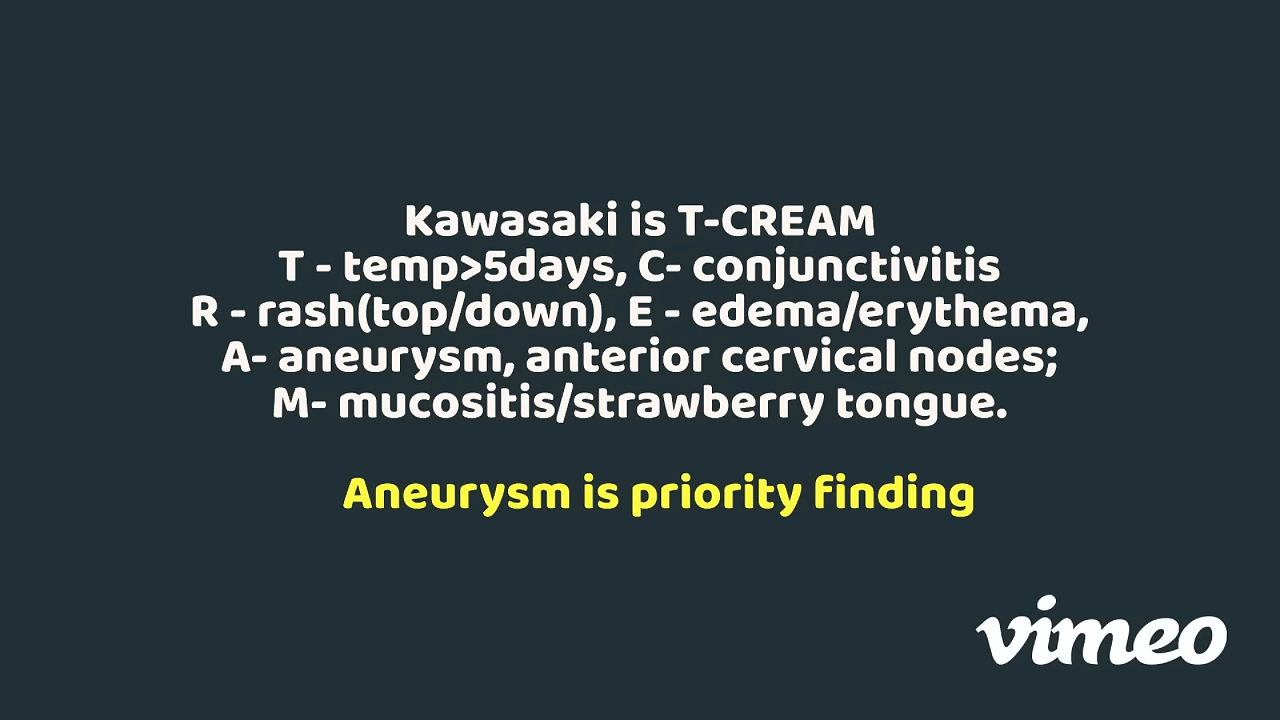 Kawasaki is T-CREAM
T - temp>5days, C- conjunctivitis
R - rash(top/down), E - edema/erythema,
A- aneurysm, anterior cervical nodes;
M- mucositis/strawberry tongue.
Aneurysm is priority finding
vimeo